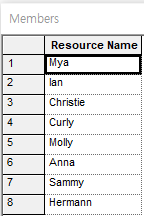 Members
Resource Name
1 Mya
2 Ian
3 Christie
4 Curly
5 Molly
6 Anna
7 Sammy
8 Hermann